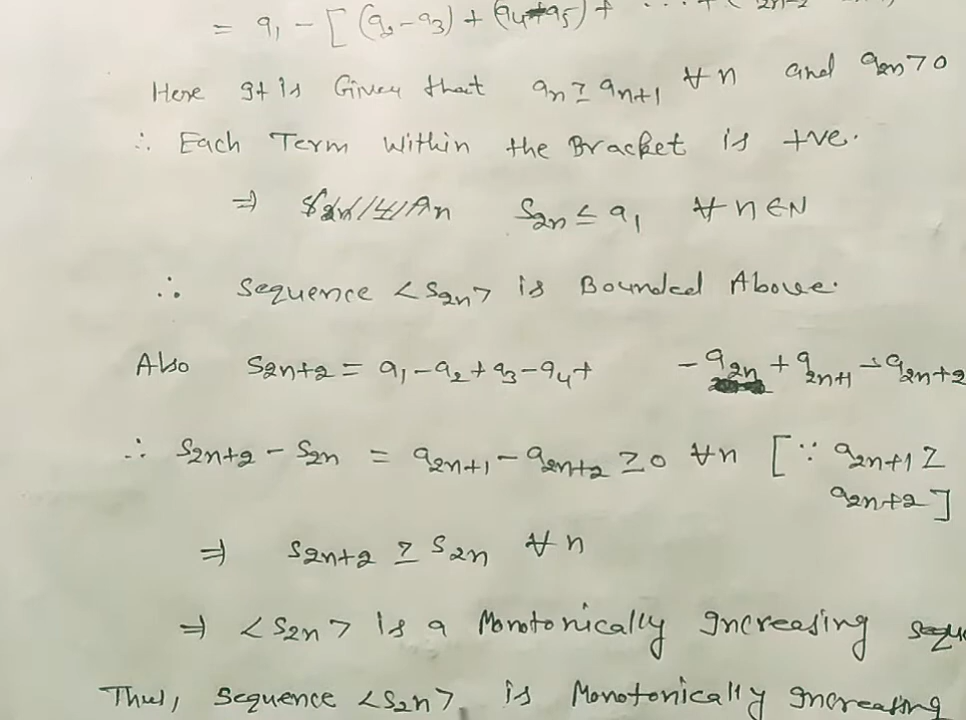 = a₁ - [(a₂-a₃) + (a₄-a₅) + ... + (
Here It is Given that aₙ ≥ aₙ₊₁ ∀ n and a₂ₙ > 0
∴ Each Term Within the Bracket is +ve.
⇒ S₂ₙ ≤ a₁ ∀ n ∈ N
∴ Sequence <S₂ₙ> is Bounded Above.
Also S₂ₙ₊₂ = a₁ - a₂ + a₃ - a₄ + - a₂ₙ + a₂ₙ₊₁ - a₂ₙ₊₂
∴ S₂ₙ₊₂ - S₂ₙ = a₂ₙ₊₁ - a₂ₙ₊₂ ≥ 0 ∀ n [∵ a₂ₙ₊₁ ≥
a₂ₙ₊₂]
⇒ S₂ₙ₊₂ ≥ S₂ₙ ∀ n
⇒ <S₂ₙ> is a Monotonically Increasing
Thus, Sequence <S₂ₙ> is Monotonically Increasing